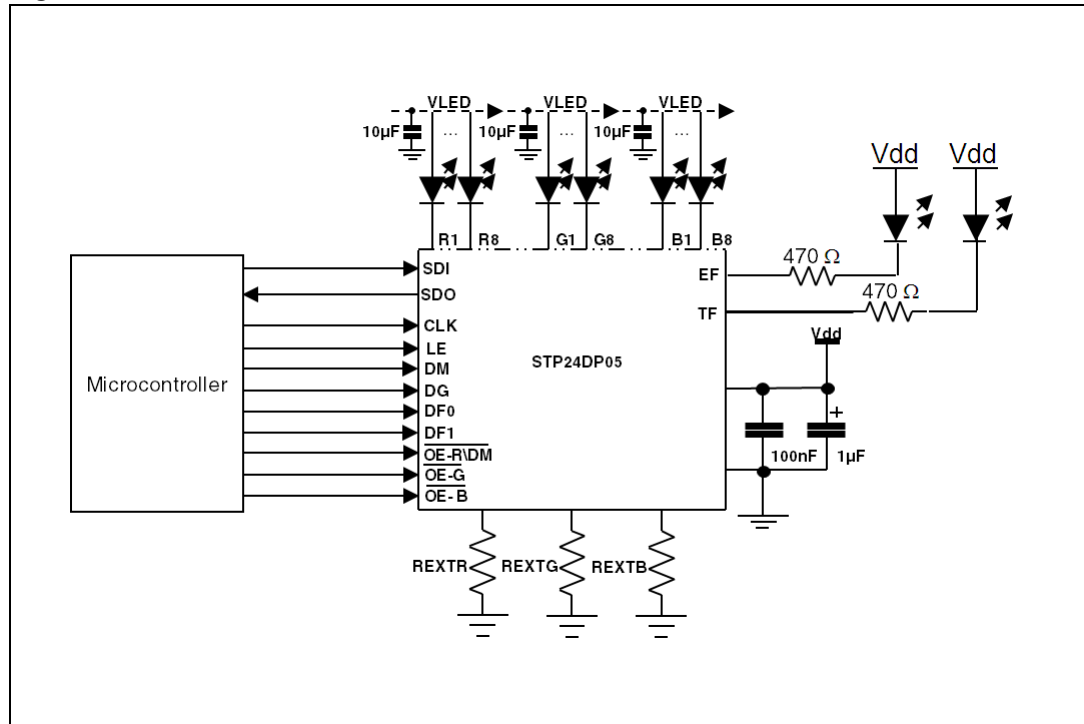 VLED VLED VLED
10µF ... 10µF ... 10µF ...
Vdd Vdd
R1 R8 G1 G8 B1 B8
SDI
SDO
CLK
LE
DM
DG
DF0
DF1
OE-R\DM
OE-G
OE-B
Microcontroller
STP24DP05
EF
470 Ω
TF
470 Ω
Vdd
+
100nF 1µF
REXTR REXTG REXTB